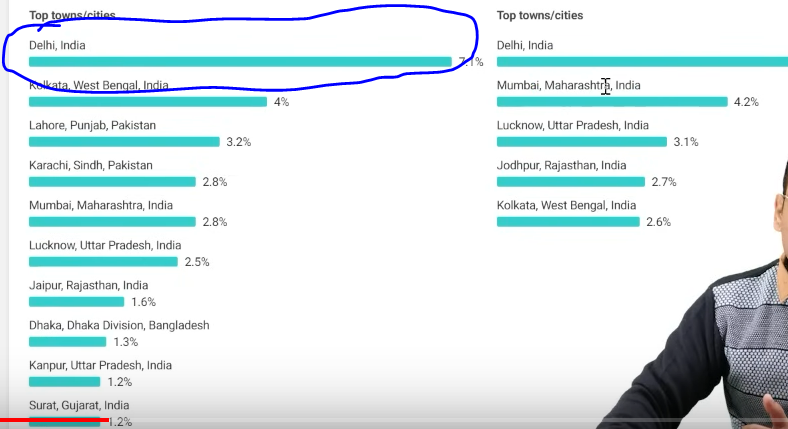 Top towns/cities
Delhi, India
7.1%
Kolkata, West Bengal, India
4%
Lahore, Punjab, Pakistan
3.2%
Karachi, Sindh, Pakistan
2.8%
Mumbai, Maharashtra, India
2.8%
Lucknow, Uttar Pradesh, India
2.5%
Jaipur, Rajasthan, India
1.6%
Dhaka, Dhaka Division, Bangladesh
1.3%
Kanpur, Uttar Pradesh, India
1.2%
Surat, Gujarat, India
1.2%
Top towns/cities
Delhi, India
Mumbai, Maharashtra, India
4.2%
Lucknow, Uttar Pradesh, India
3.1%
Jodhpur, Rajasthan, India
2.7%
Kolkata, West Bengal, India
2.6%